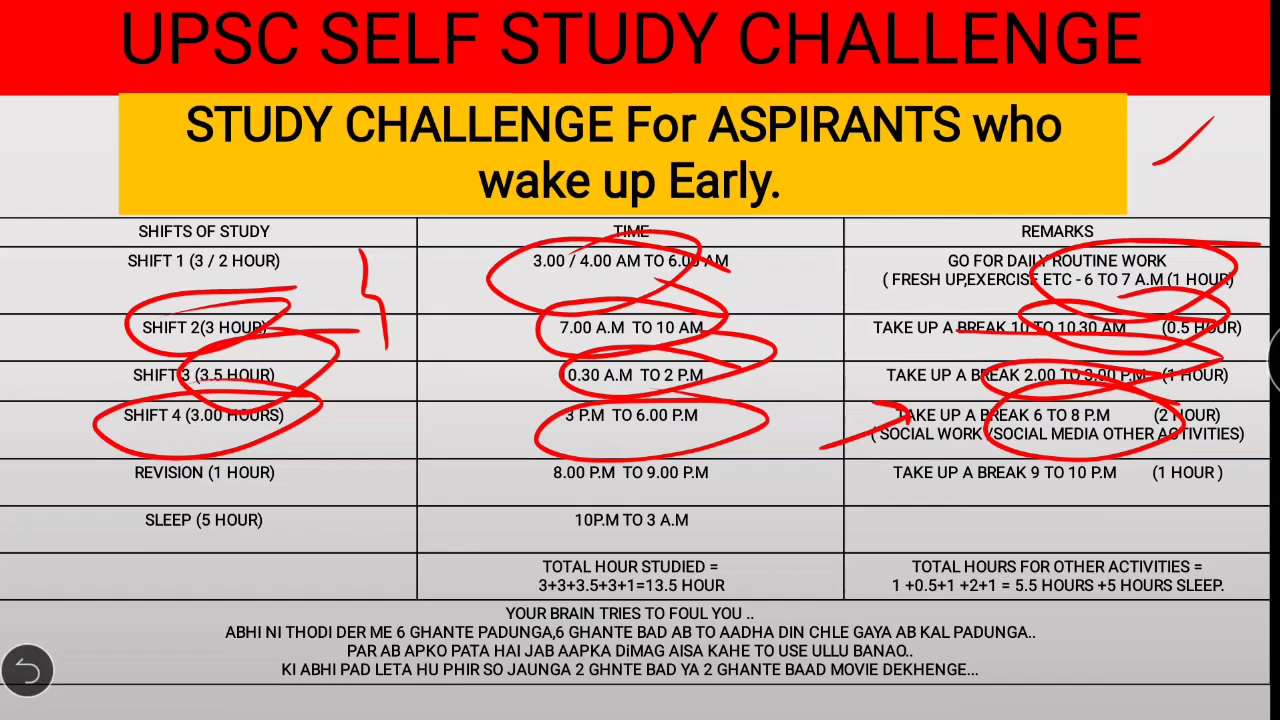 UPSC SELF STUDY CHALLENGE
STUDY CHALLENGE For ASPIRANTS who
wake up Early.
SHIFTS OF STUDY TIME REMARKS
SHIFT 1 (3 / 2 HOUR) 3.00 / 4.00 AM TO 6.00 AM GO FOR DAILY ROUTINE WORK
( FRESH UP,EXERCISE ETC - 6 TO 7 A.M (1 HOUR)
SHIFT 2(3 HOUR) 7.00 A.M TO 10 AM TAKE UP A BREAK 10 TO 10.30 AM (0.5 HOUR)
SHIFT 3 (3.5 HOUR) 10.30 A.M TO 2 P.M TAKE UP A BREAK 2.00 TO 3.00 P.M (1 HOUR)
SHIFT 4 (3.00 HOURS) 3 P.M TO 6.00 P.M TAKE UP A BREAK 6 TO 8 P.M (2 HOUR)
( SOCIAL WORK /SOCIAL MEDIA OTHER ACTIVITIES)
REVISION (1 HOUR) 8.00 P.M TO 9.00 P.M TAKE UP A BREAK 9 TO 10 P.M (1 HOUR )
SLEEP (5 HOUR) 10P.M TO 3 A.M
TOTAL HOUR STUDIED = TOTAL HOURS FOR OTHER ACTIVITIES =
3+3+3.5+3+1=13.5 HOUR 1 +0.5+1 +2+1 = 5.5 HOURS +5 HOURS SLEEP.
YOUR BRAIN TRIES TO FOUL YOU ..
ABHI NI THODI DER ME 6 GHANTE PADUNGA,6 GHANTE BAD AB TO AADHA DIN CHLE GAYA AB KAL PADUNGA..
PAR AB APKO PATA HAI JAB AAPKA DiMAG AISA KAHE TO USE ULLU BANAO..
KI ABHI PAD LETA HU PHIR SO JAUNGA 2 GHNTE BAD YA 2 GHANTE BAAD MOVIE DEKHENGE...